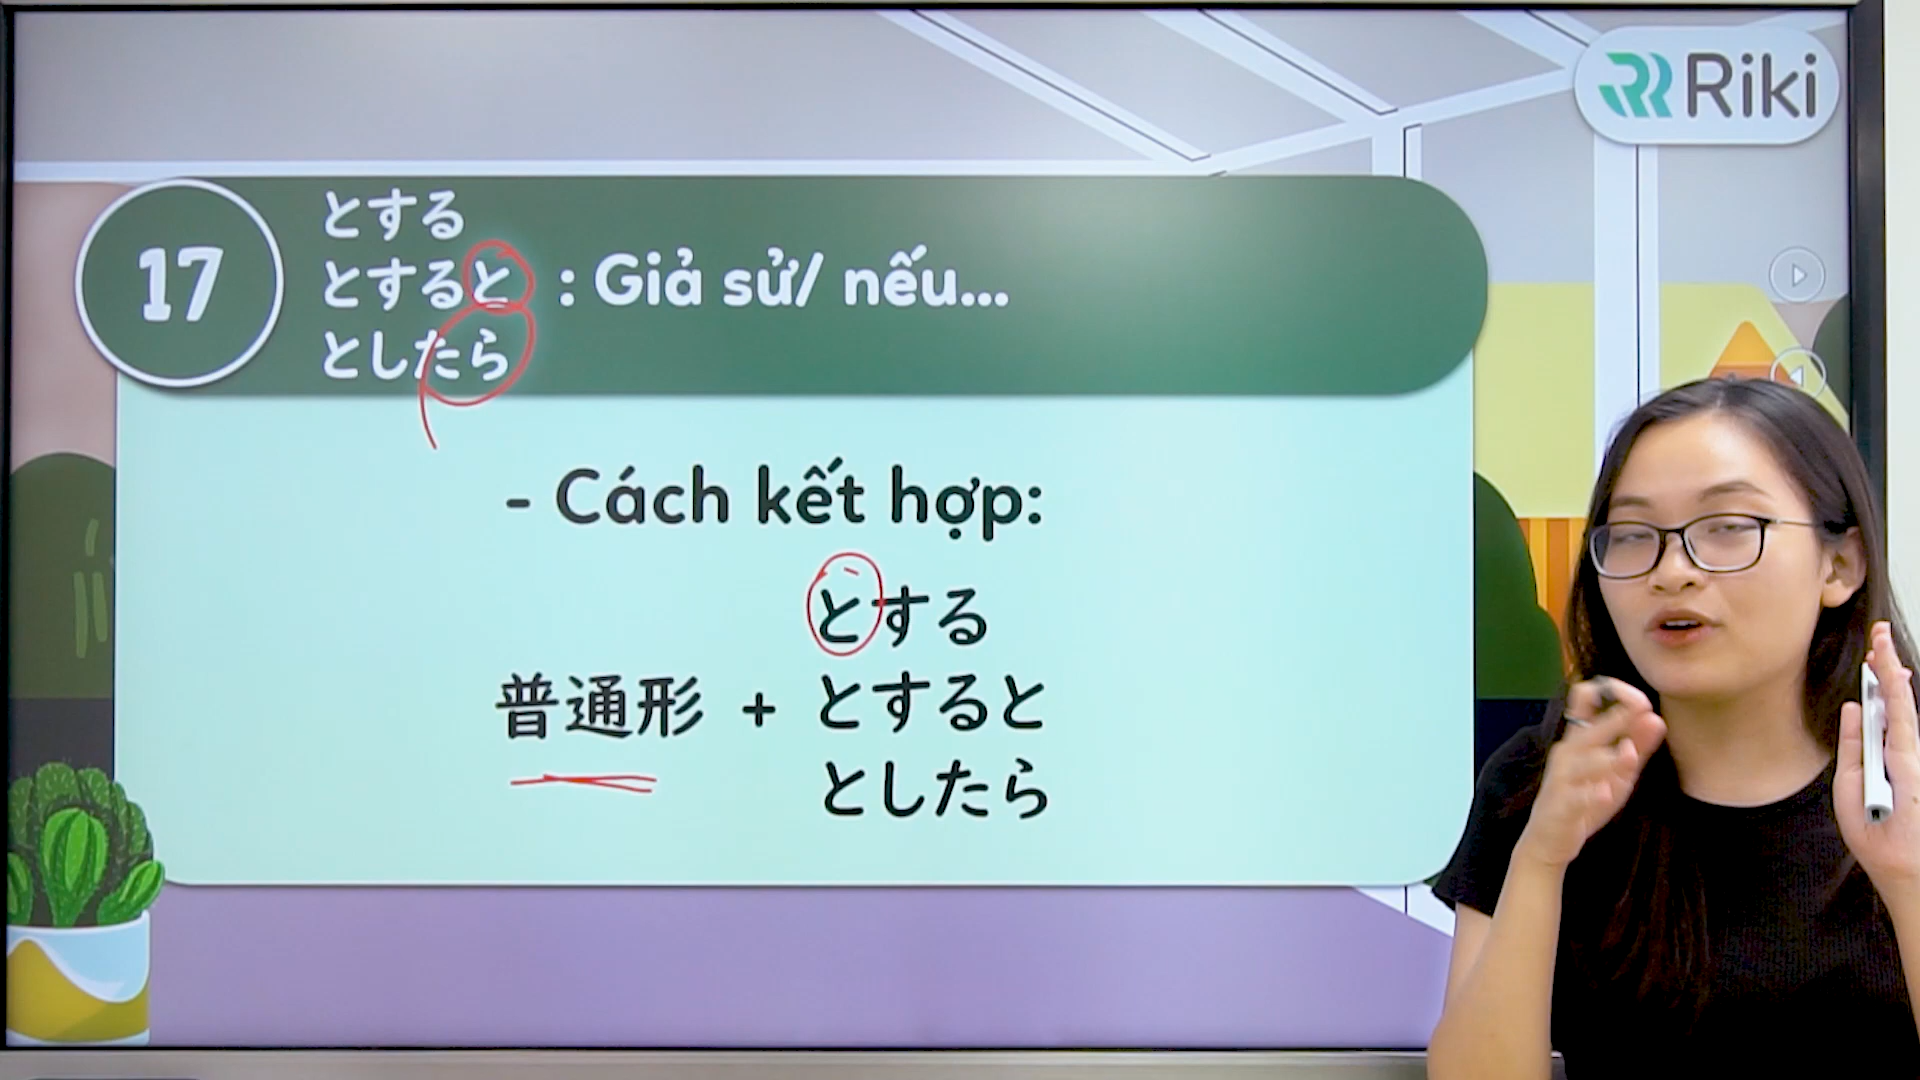 Riki
17
とする
とすると
としたら
: Giả sử/ nếu...
- Cách kết hợp:
とする
普通形 + とすると
としたら